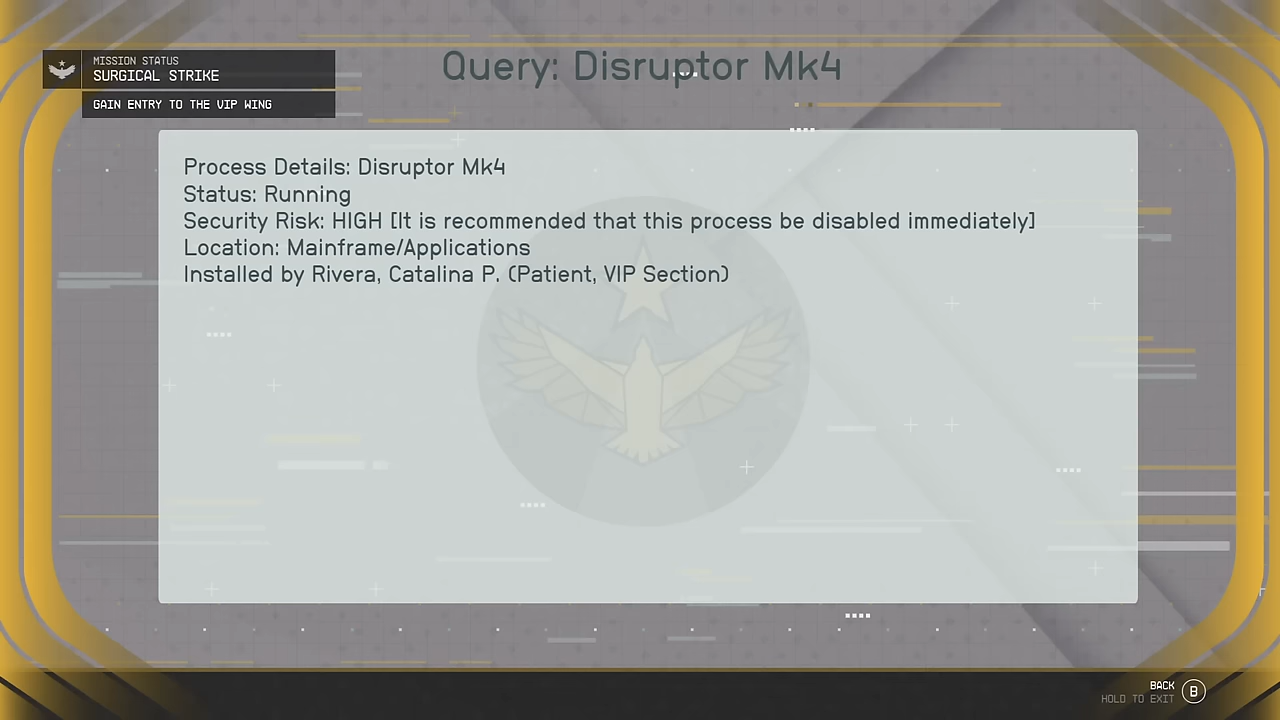 MISSION STATUS
SURGICAL STRIKE
GAIN ENTRY TO THE VIP WING
Query: Disruptor Mk4
Process Details: Disruptor Mk4
Status: Running
Security Risk: HIGH [It is recommended that this process be disabled immediately]
Location: Mainframe/Applications
Installed by Rivera, Catalina P. (Patient, VIP Section)
BACK
HOLD TO EXIT
B